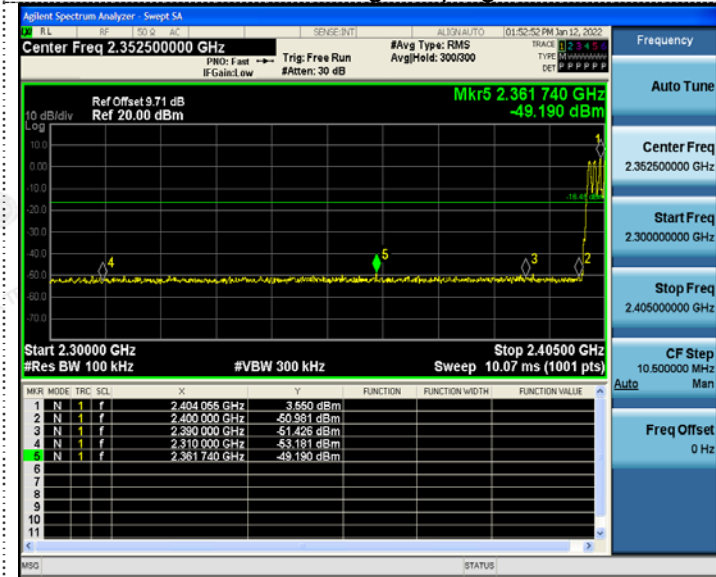 Agilent Spectrum Analyzer - Swept SA
RL RF 50 Ω AC SENSE:INT ALIGNAUTO 01:52:52 PM Jan 12, 2022
Center Freq 2.352500000 GHz
PNO: Fast
IFGain:Low
Trig: Free Run
#Atten: 30 dB
#Avg Type: RMS
Avg|Hold: 300/300
TRACE 1 2 3 4 5 6
TYPE
DET P P P P P P
Frequency
Auto Tune
Center Freq
2.352500000 GHz
Start Freq
2.300000000 GHz
Stop Freq
2.405000000 GHz
CF Step
10.500000 MHz
Auto Man
Freq Offset
0 Hz
Mkr5 2.361 740 GHz
-49.190 dBm
Ref Offset 9.71 dB
10 dB/div Ref 20.00 dBm
Log
10.0
0.00
-10.0
-20.0
-30.0
-40.0
-50.0
-60.0
-70.0
1
2
3
4
5
Start 2.30000 GHz Stop 2.40500 GHz
#Res BW 100 kHz #VBW 300 kHz Sweep 10.07 ms (1001 pts)
MKR MODE TRC SCL X Y FUNCTION FUNCTION WIDTH FUNCTION VALUE
1 N 1 f 2.404 055 GHz 3.550 dBm
2 N 1 f 2.400 000 GHz -50.981 dBm
3 N 1 f 2.390 000 GHz -51.426 dBm
4 N 1 f 2.310 000 GHz -53.181 dBm
5 N 1 f 2.361 740 GHz -49.190 dBm
6
7
8
9
10
11
MSG STATUS